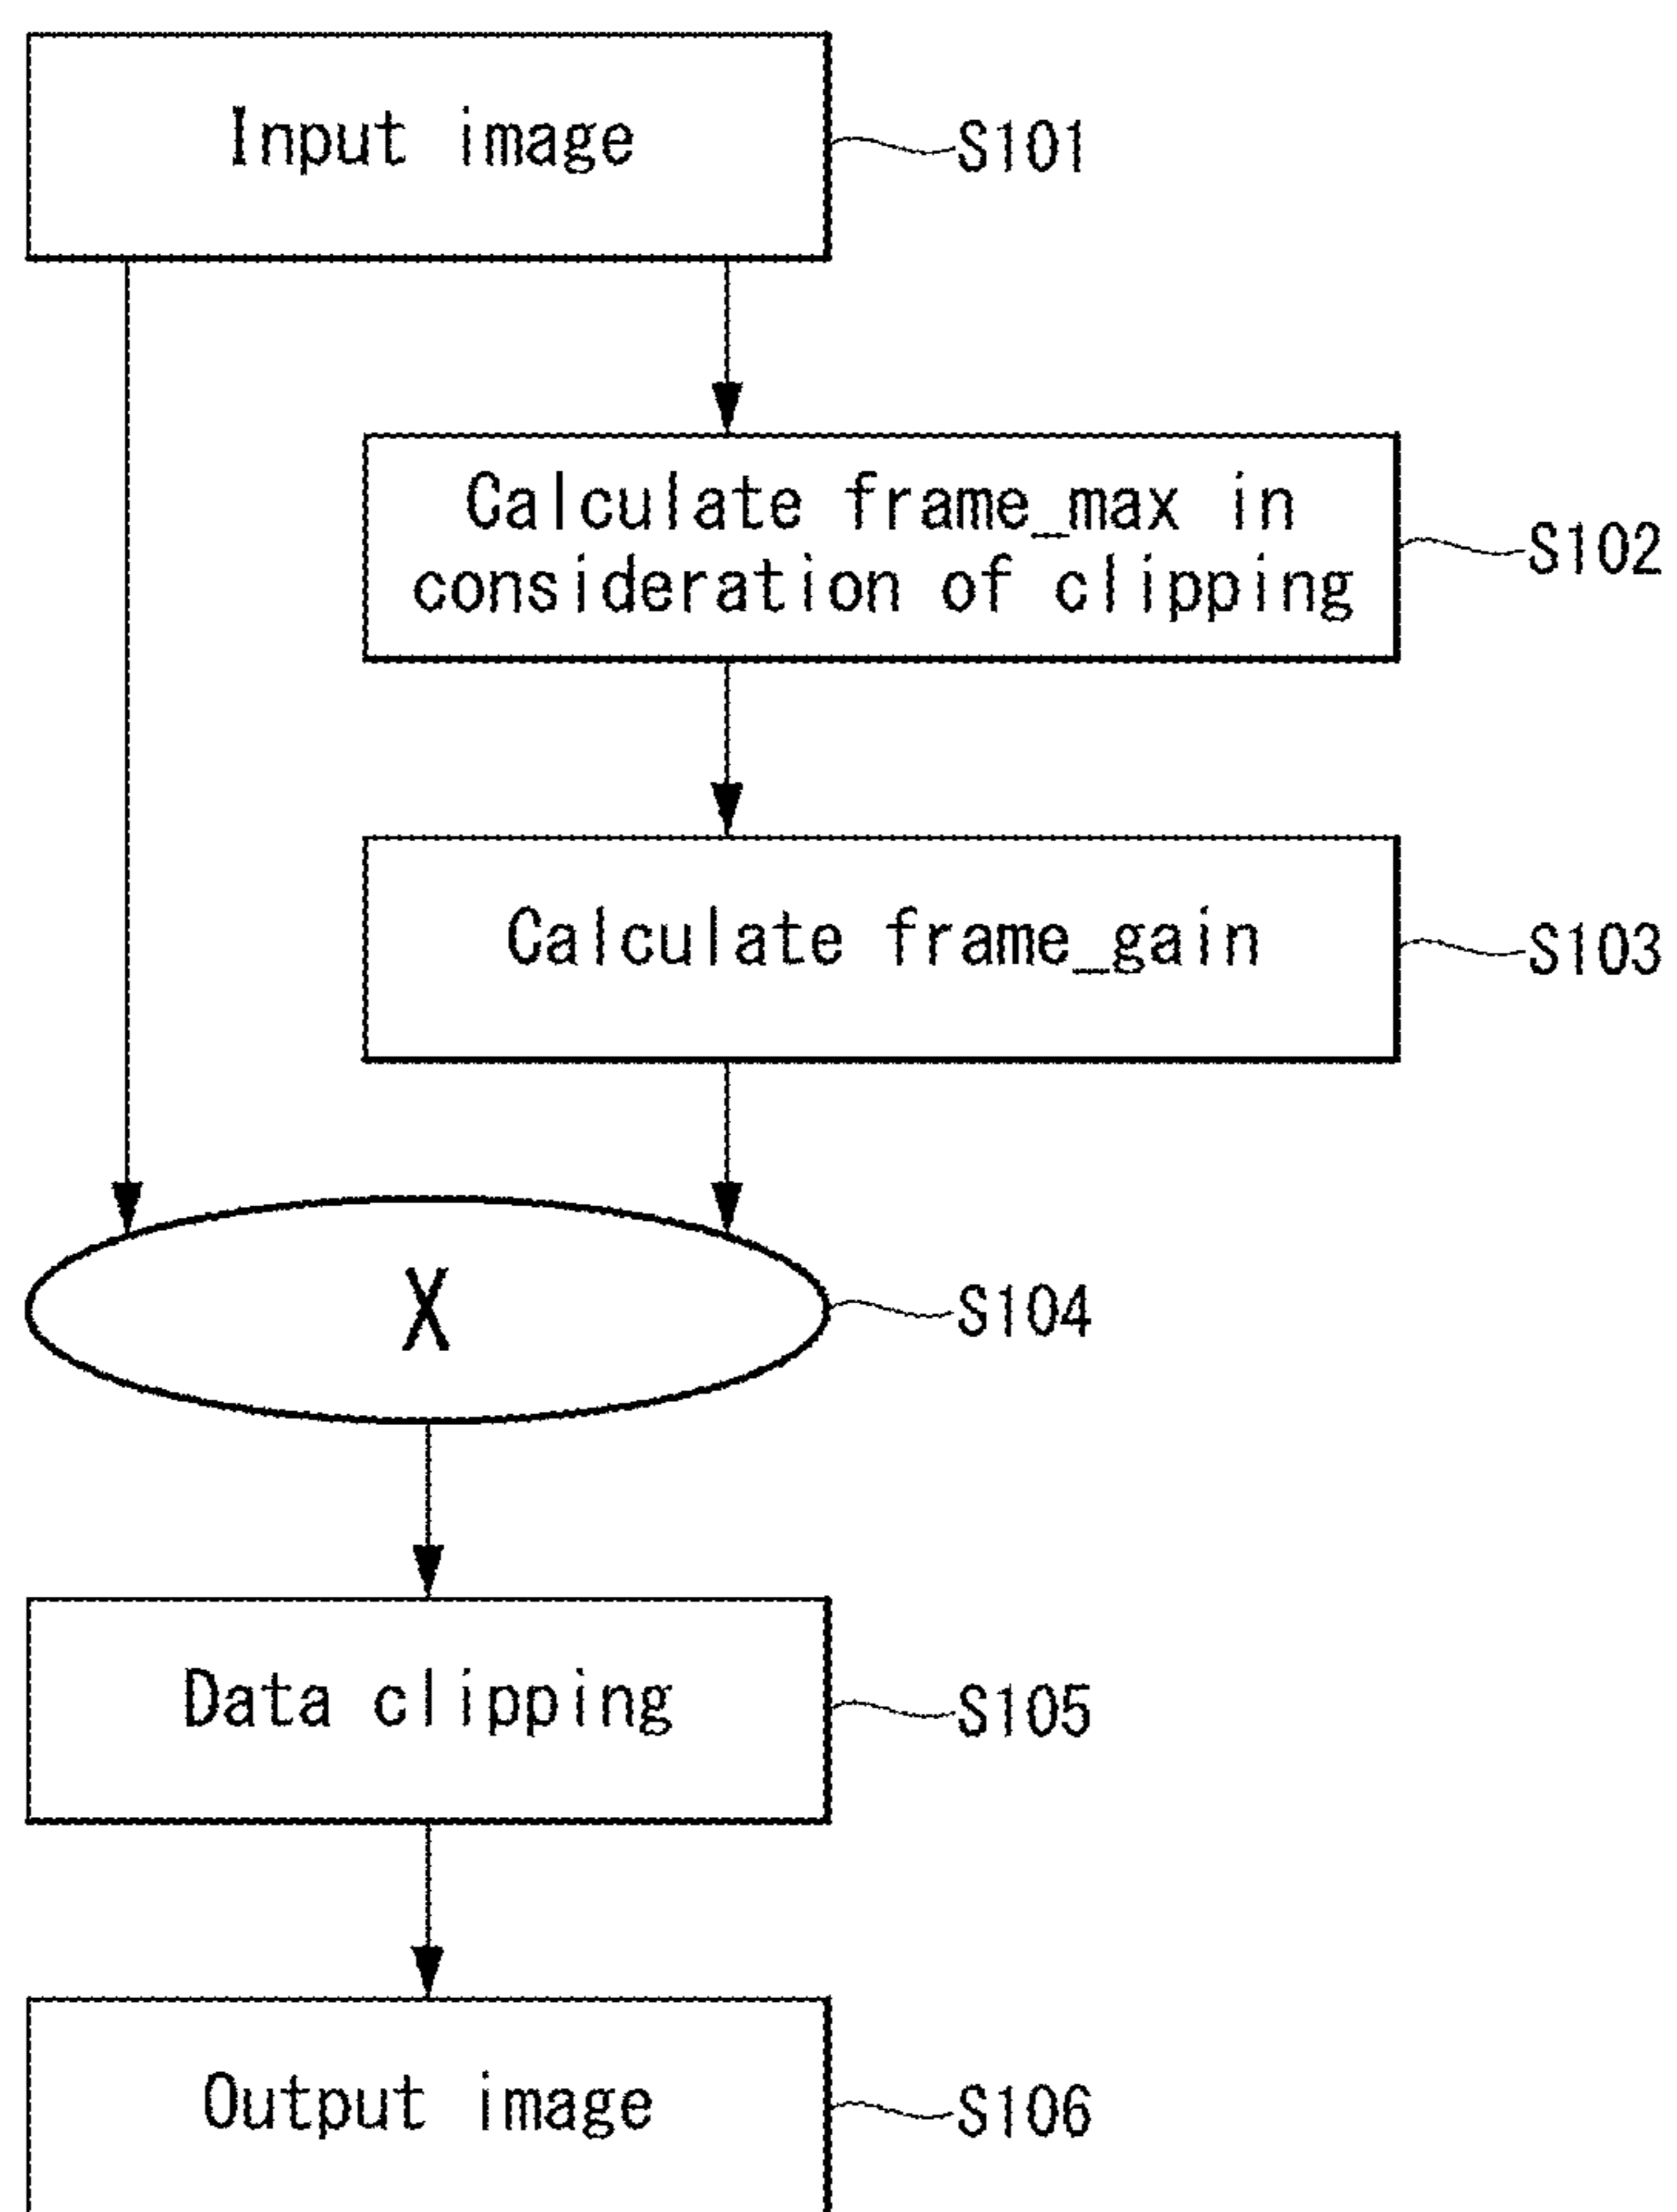 Input image
S101
Calculate frame_max in
consideration of clipping
S102
Calculate frame_gain
S103
X
S104
Data clipping
S105
Output image
S106